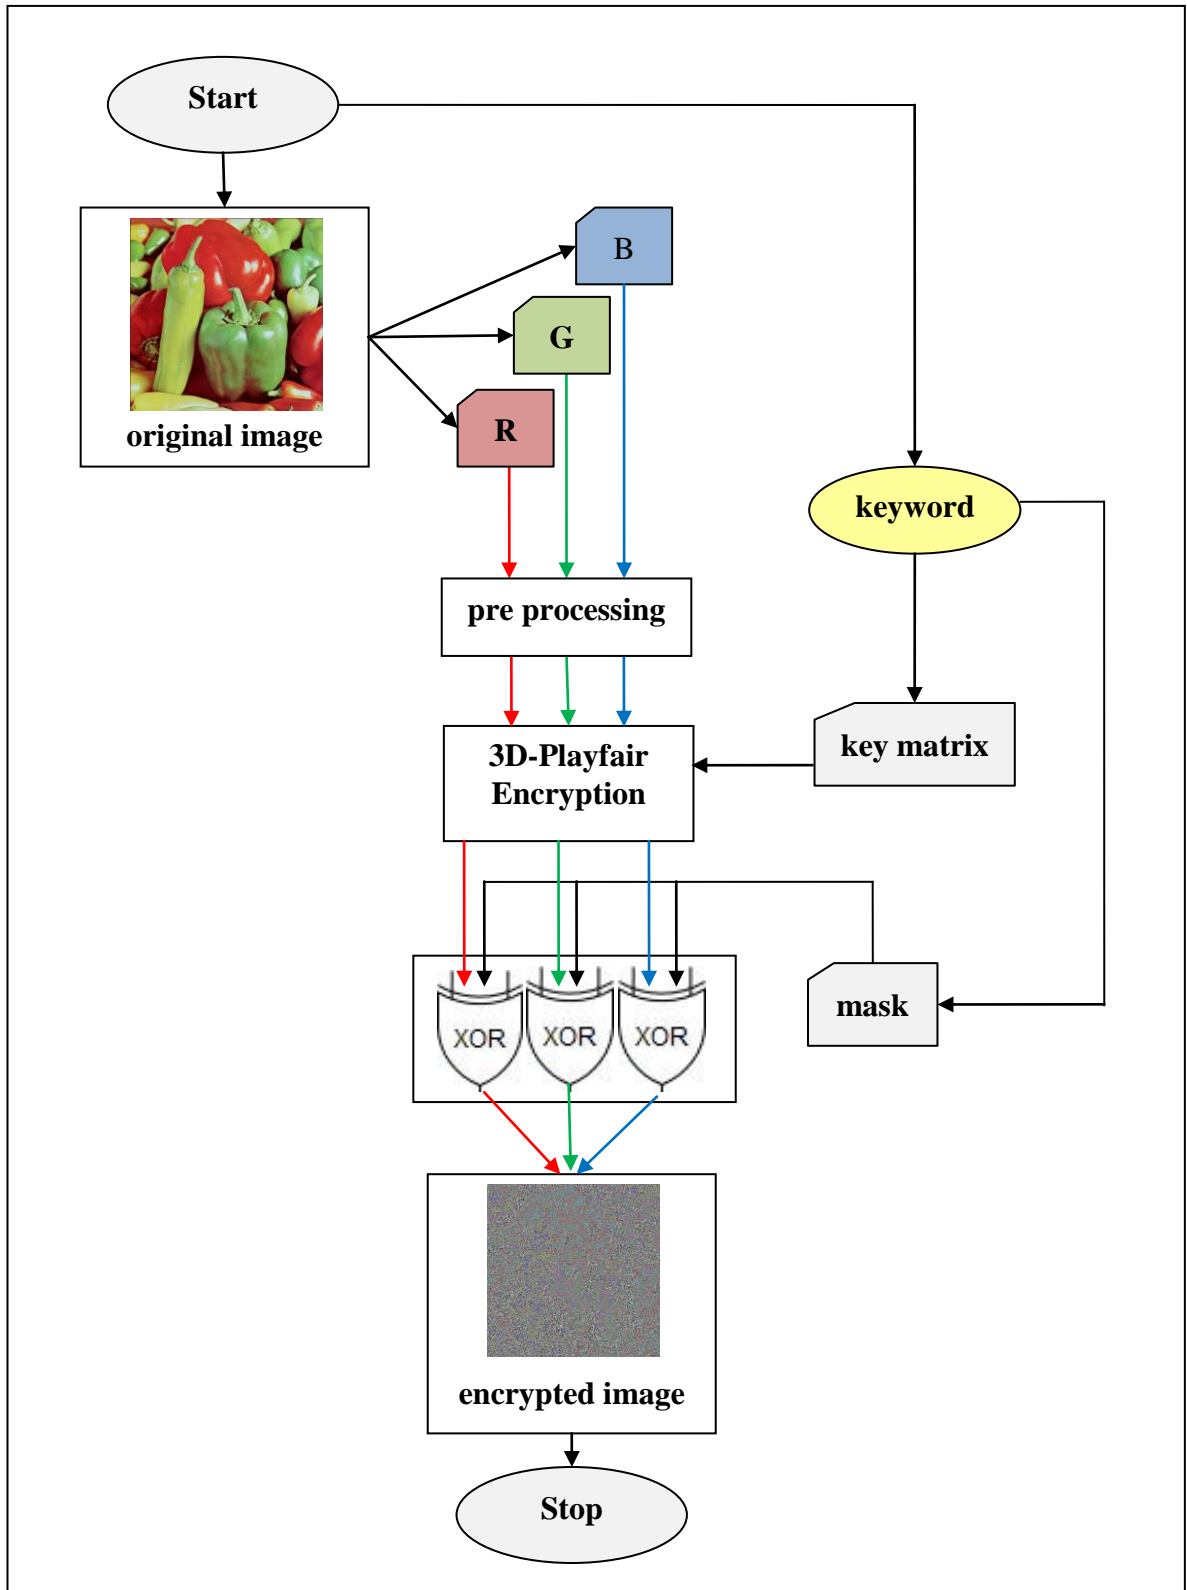 Start
B
G
R
original image
keyword
pre processing
key matrix
3D-Playfair
Encryption
mask
XOR
XOR
XOR
encrypted image
Stop